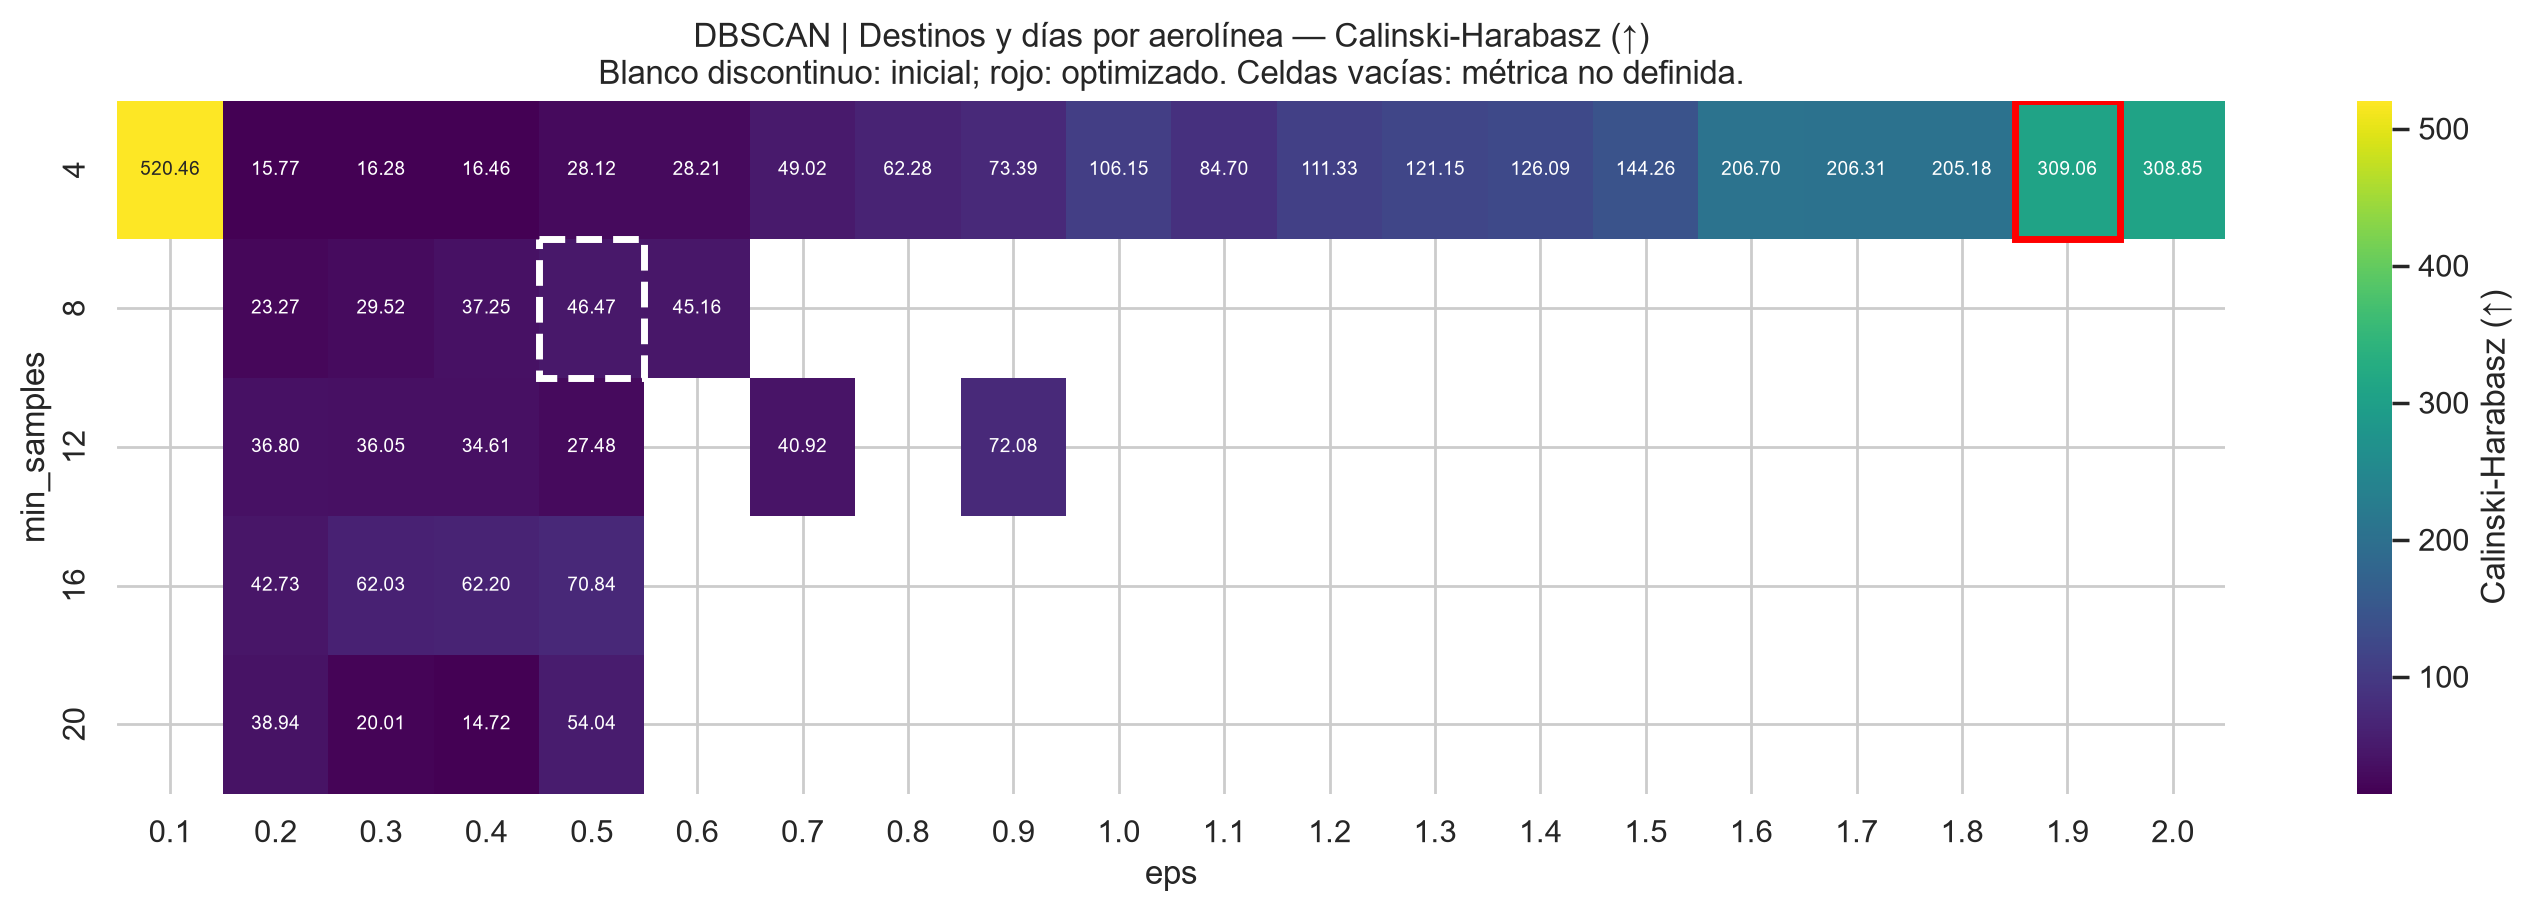 DBSCAN | Destinos y días por aerolínea — Calinski-Harabasz (↑)
Blanco discontinuo: inicial; rojo: optimizado. Celdas vacías: métrica no definida.
4 520.46 15.77 16.28 16.46 28.12 28.21 49.02 62.28 73.39 106.15 84.70 111.33 121.15 126.09 144.26 206.70 206.31 205.18 309.06 308.85
8 23.27 29.52 37.25 46.47 45.16
12 36.80 36.05 34.61 27.48 40.92 72.08
16 42.73 62.03 62.20 70.84
20 38.94 20.01 14.72 54.04
min_samples
0.1 0.2 0.3 0.4 0.5 0.6 0.7 0.8 0.9 1.0 1.1 1.2 1.3 1.4 1.5 1.6 1.7 1.8 1.9 2.0
eps
500
400
300
200
100
Calinski-Harabasz (↑)